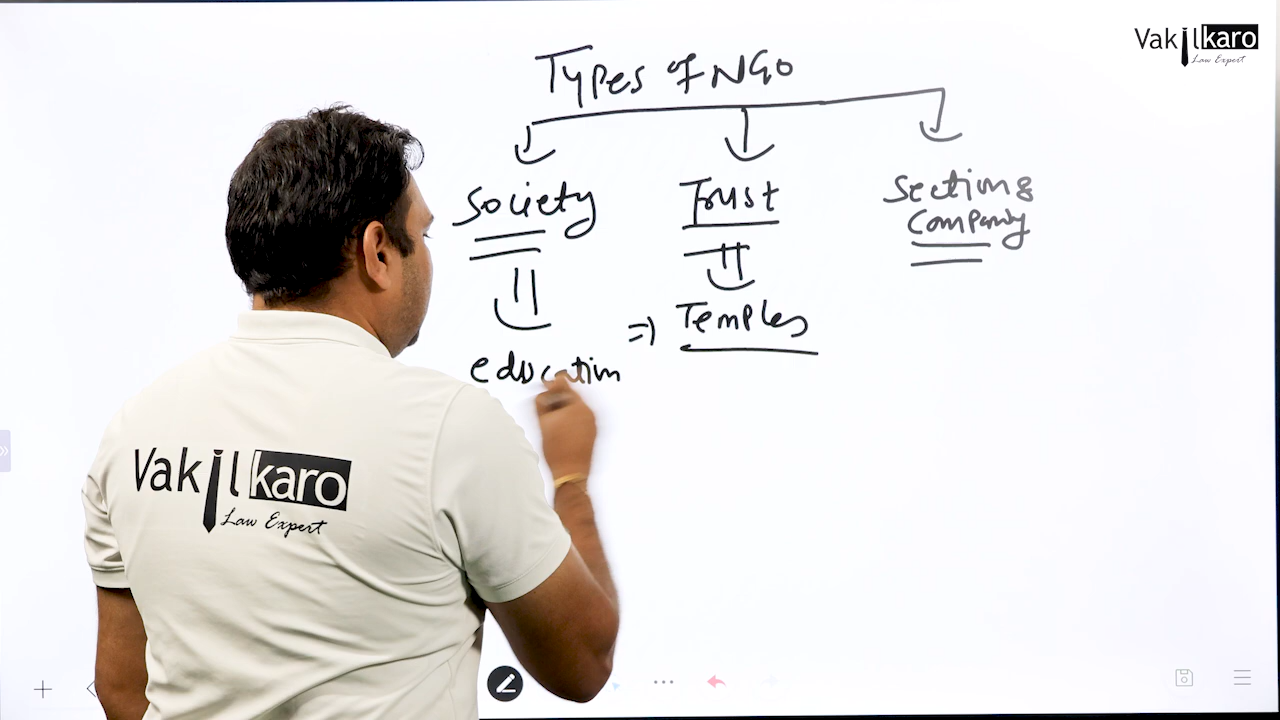 Vakilkaro
Law Expert
Types of NGO
Society
Trust
Section 8
Company
Temples
education
Vakilkaro
Law Expert